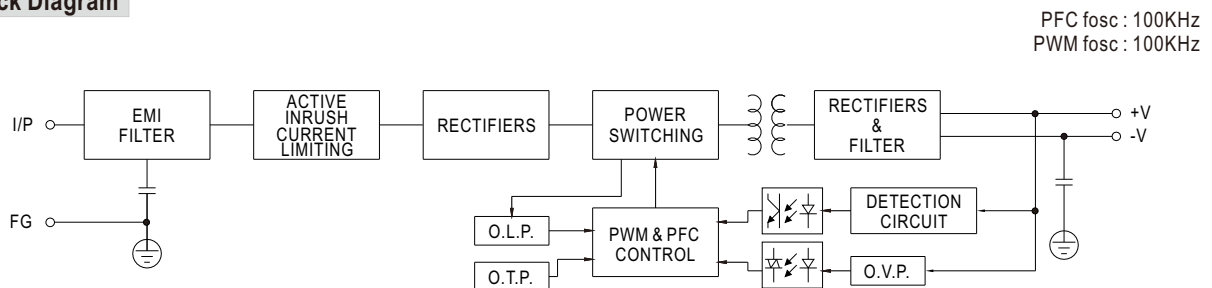 ck Diagram
PFC fosc : 100KHz
PWM fosc : 100KHz
I/P
EMI
FILTER
ACTIVE
INRUSH
CURRENT
LIMITING
RECTIFIERS
POWER
SWITCHING
RECTIFIERS
&
FILTER
+V
-V
FG
O.L.P.
PWM & PFC
CONTROL
DETECTION
CIRCUIT
O.T.P.
O.V.P.